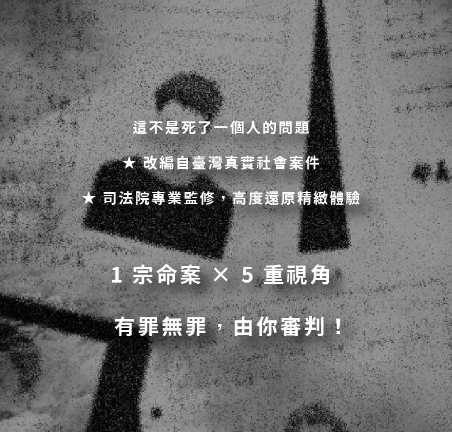 這不是死了一個人的問題
★ 改編自臺灣真實社會案件
★ 司法院專業監修，高度還原精緻體驗
1 宗命案 × 5 重視角
有罪無罪，由你審判！